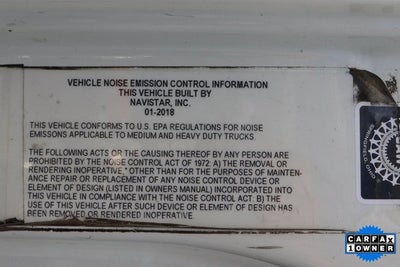 VEHICLE NOISE EMISSION CONTROL INFORMATION
THIS VEHICLE BUILT BY
NAVISTAR, INC.
01-2018
THIS VEHICLE CONFORMS TO U.S. EPA REGULATIONS FOR NOISE
EMISSONS APPLICABLE TO MEDIUM AND HEAVY DUTY TRUCKS.
THE FOLLOWING ACTS OR THE CAUSING THEREOF BY ANY PERSON ARE
PROHIBITED BY THE NOISE CONTROL ACT OF 1972: A) THE REMOVAL OR
RENDERING INOPERATIVE," OTHER THAN FOR THE PURPOSES OF MAINTEN-
ANCE REPAIR OR REPLACEMENT OF ANY NOISE CONTROL DEVICE OR
ELEMENT OF DESIGN (LISTED IN OWNERS MANUAL) INCORPORATED INTO
THIS VEHICLE IN COMPLIANCE WITH THE NOISE CONTROL ACT. B) THE
USE OF THIS VEHICLE AFTER SUCH DEVICE OR ELEMENT OF DESIGN HAS
BEEN REMOVED OR RENDERED INOPERATIVE
CARFAX
1 OWNER